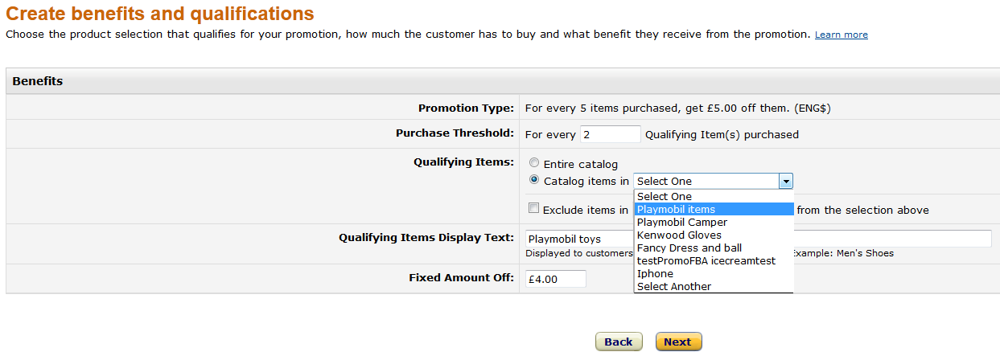 Create benefits and qualifications
Choose the product selection that qualifies for your promotion, how much the customer has to buy and what benefit they receive from the promotion. Learn more
Benefits
Promotion Type: For every 5 items purchased, get £5.00 off them. (ENG$)
Purchase Threshold: For every 2 Qualifying Item(s) purchased
Qualifying Items: Entire catalog
Catalog items in Select One
Select One
Playmobil items
Exclude items in from the selection above
Playmobil Camper
Kenwood Gloves
Qualifying Items Display Text: Playmobil toys
Fancy Dress and ball
Displayed to customers Example: Men's Shoes
testPromoFBA icecreamtest
Iphone
Fixed Amount Off: £4.00
Select Another
Back Next